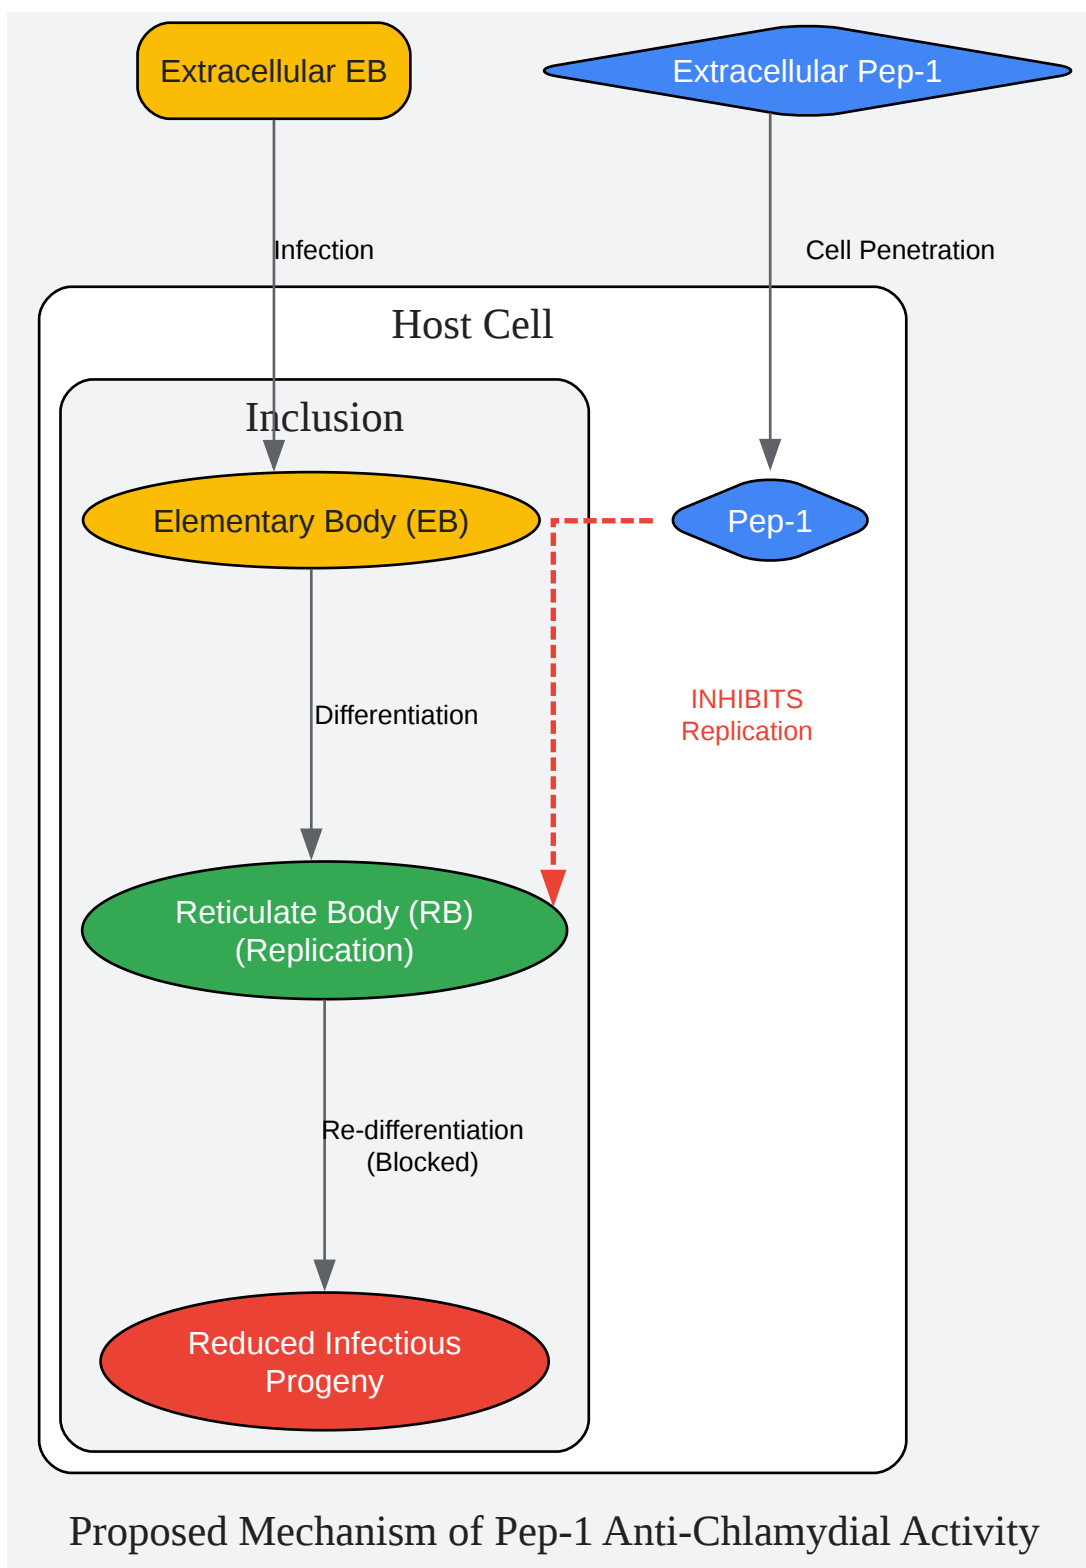 Extracellular EB
Extracellular Pep-1
Infection
Cell Penetration
Host Cell
Inclusion
Elementary Body (EB)
Pep-1
INHIBITS
Replication
Differentiation
Reticulate Body (RB)
(Replication)
Re-differentiation
(Blocked)
Reduced Infectious
Progeny
Proposed Mechanism of Pep-1 Anti-Chlamydial Activity